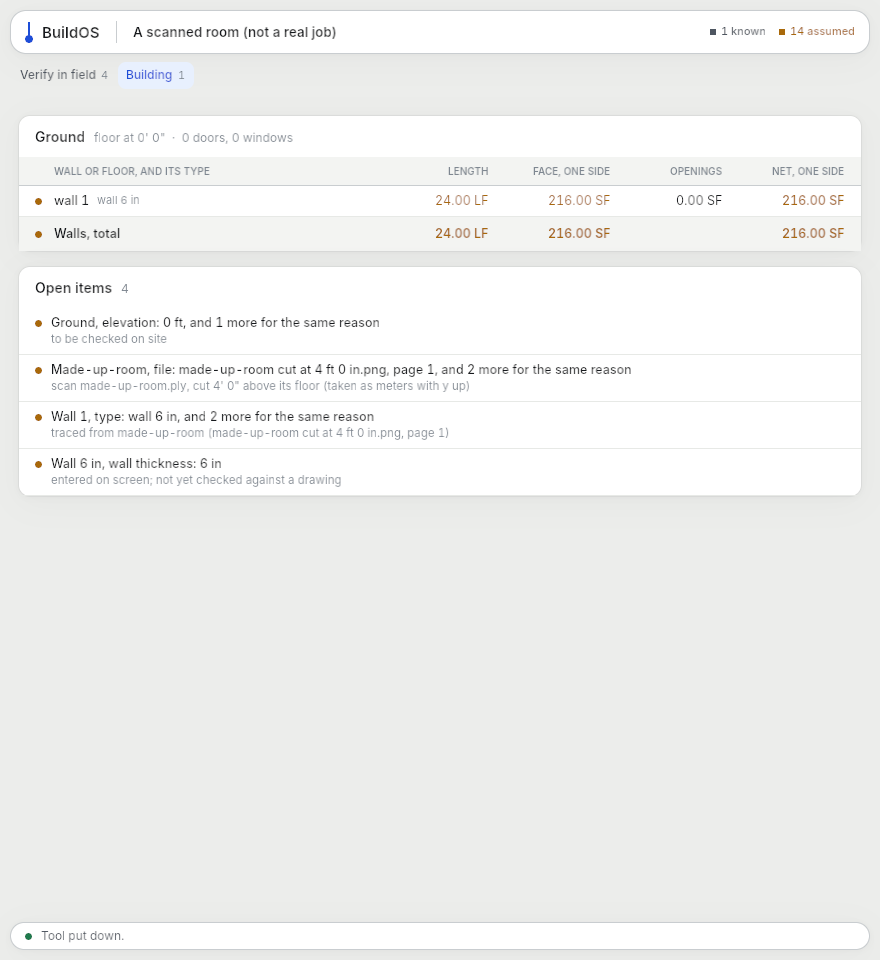 BuildOS
A scanned room (not a real job)
1 known
14 assumed
Verify in field 4
Building 1
Ground floor at 0' 0" · 0 doors, 0 windows
WALL OR FLOOR, AND ITS TYPE LENGTH FACE, ONE SIDE OPENINGS NET, ONE SIDE
wall 1 wall 6 in 24.00 LF 216.00 SF 0.00 SF 216.00 SF
Walls, total 24.00 LF 216.00 SF 216.00 SF
Open items 4
Ground, elevation: 0 ft, and 1 more for the same reason
to be checked on site
Made-up-room, file: made-up-room cut at 4 ft 0 in.png, page 1, and 2 more for the same reason
scan made-up-room.ply, cut 4' 0" above its floor (taken as meters with y up)
Wall 1, type: wall 6 in, and 2 more for the same reason
traced from made-up-room (made-up-room cut at 4 ft 0 in.png, page 1)
Wall 6 in, wall thickness: 6 in
entered on screen; not yet checked against a drawing
Tool put down.